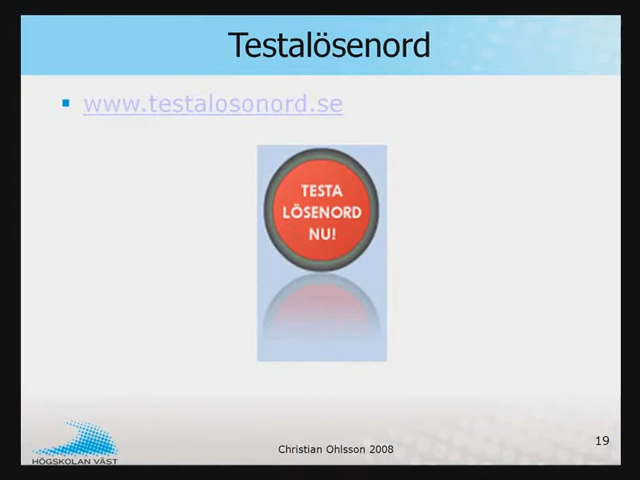 Testalösenord
www.testalosonord.se
TESTA
LÖSENORD
NU!
HÖGSKOLAN VÄST
Christian Ohlsson 2008
19